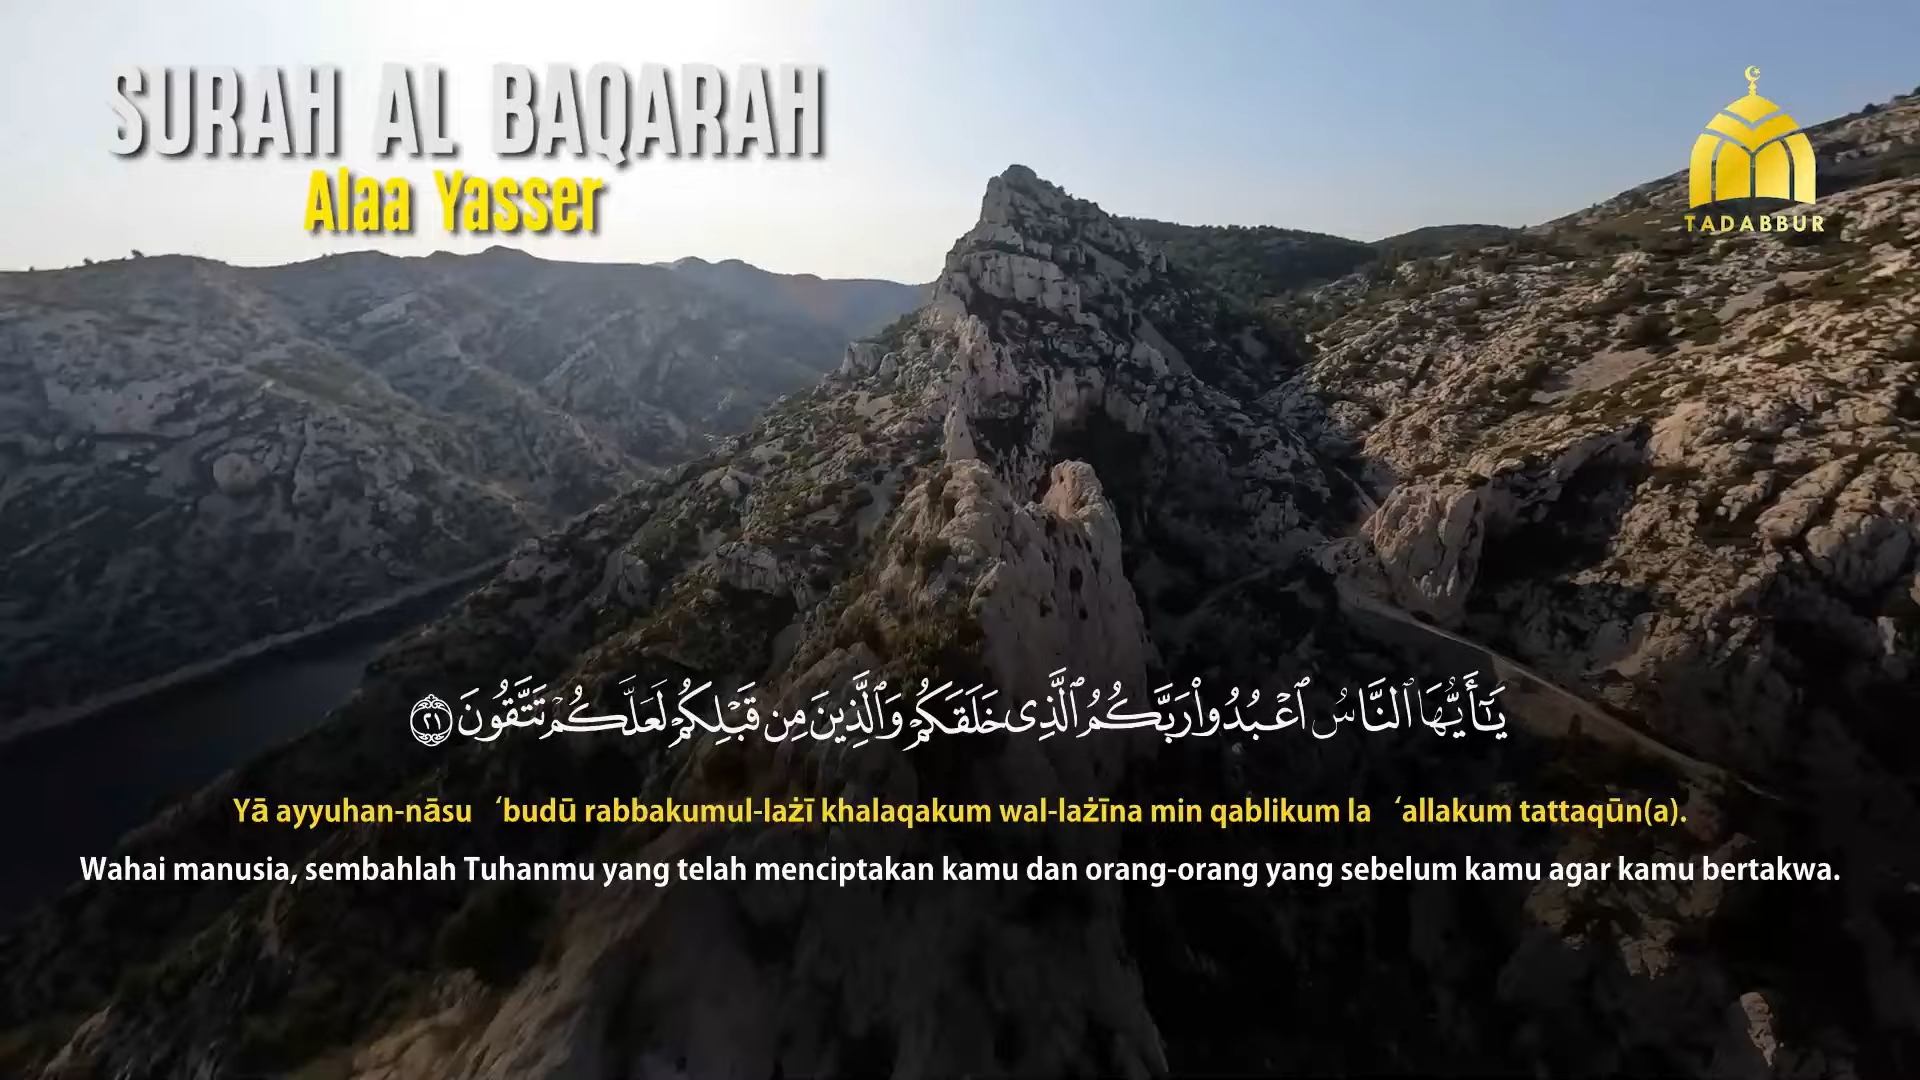 SURAH AL BAQARAH
Alaa Yasser
TADABBUR
يَٰٓأَيُّهَا ٱلنَّاسُ ٱعْبُدُوا۟ رَبَّكُمُ ٱلَّذِى خَلَقَكُمْ وَٱلَّذِينَ مِن قَبْلِكُمْ لَعَلَّكُمْ تَتَّقُونَ ٢١
Yā ayyuhan-nāsu ‘budū rabbakumul-lażī khalaqakum wal-lażīna min qablikum la ‘allakum tattaqūn(a).
Wahai manusia, sembahlah Tuhanmu yang telah menciptakan kamu dan orang-orang yang sebelum kamu agar kamu bertakwa.